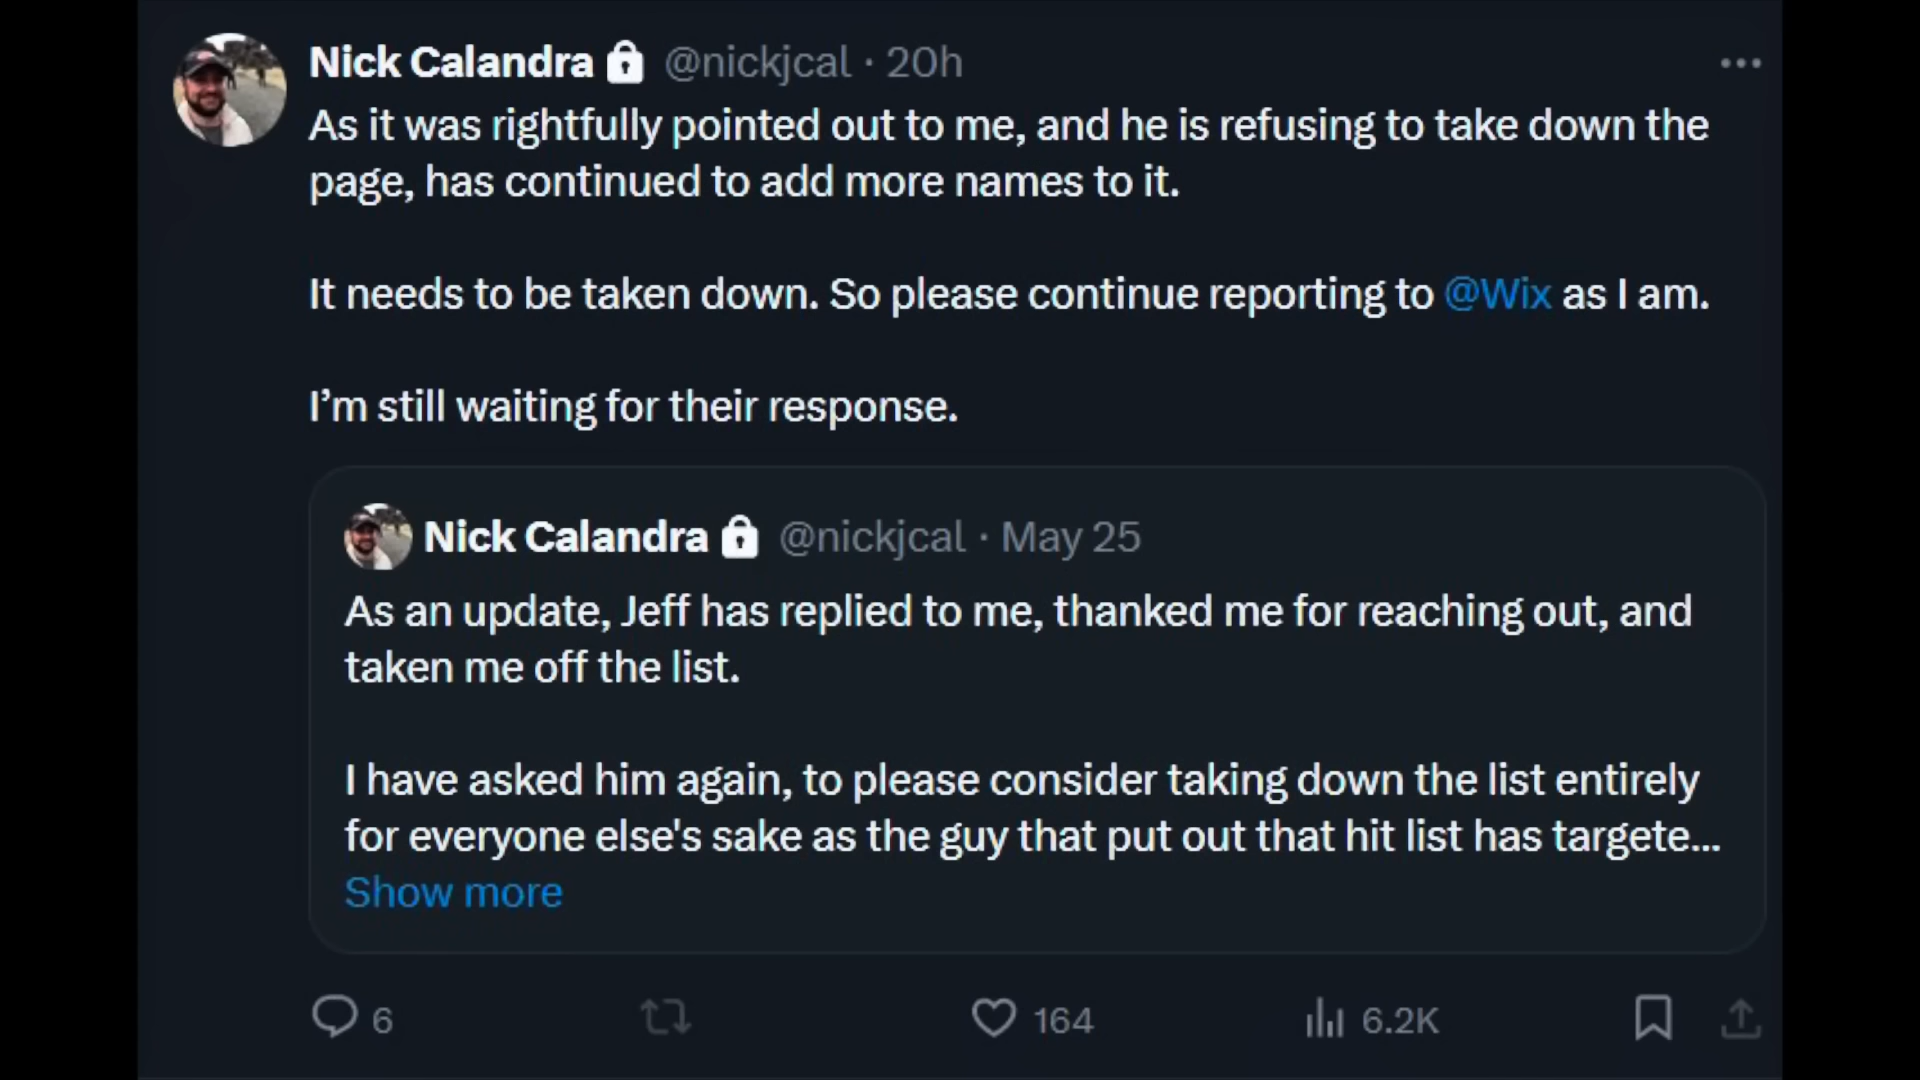 Nick Calandra @nickjcal · 20h
As it was rightfully pointed out to me, and he is refusing to take down the
page, has continued to add more names to it.
It needs to be taken down. So please continue reporting to @Wix as I am.
I’m still waiting for their response.
Nick Calandra @nickjcal · May 25
As an update, Jeff has replied to me, thanked me for reaching out, and
taken me off the list.
I have asked him again, to please consider taking down the list entirely
for everyone else's sake as the guy that put out that hit list has targete...
Show more
6 164 6.2K